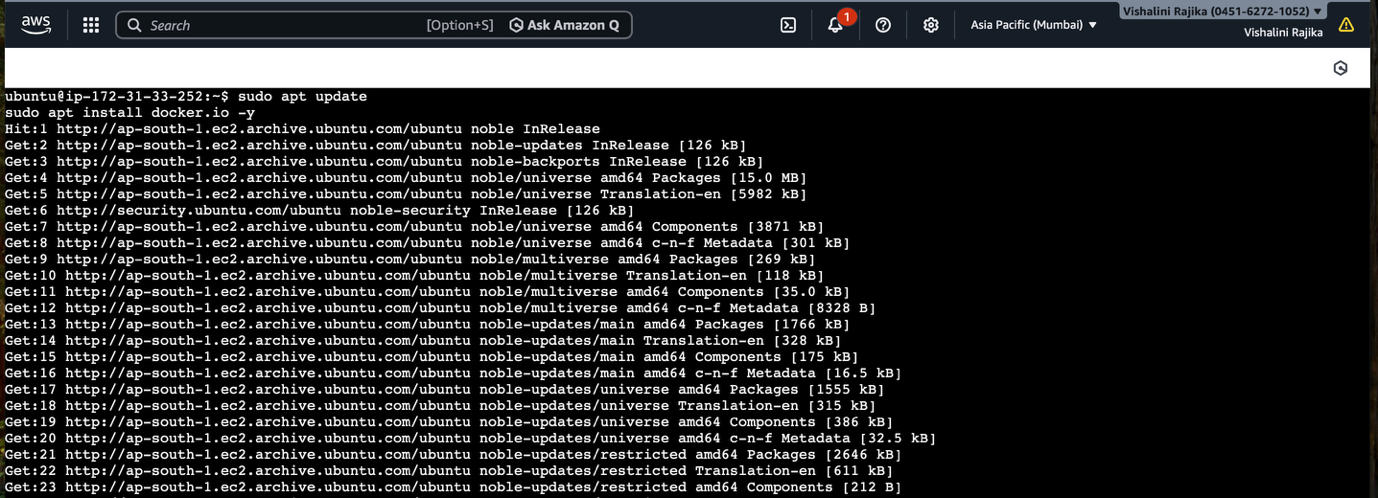 aws
Search [Option+S] Ask Amazon Q 1 Asia Pacific (Mumbai) Vishalini Rajika (0451-6272-1052)
Vishalini Rajika
ubuntu@ip-172-31-33-252:~$ sudo apt update
sudo apt install docker.io -y
Hit:1 http://ap-south-1.ec2.archive.ubuntu.com/ubuntu noble InRelease
Get:2 http://ap-south-1.ec2.archive.ubuntu.com/ubuntu noble-updates InRelease [126 kB]
Get:3 http://ap-south-1.ec2.archive.ubuntu.com/ubuntu noble-backports InRelease [126 kB]
Get:4 http://ap-south-1.ec2.archive.ubuntu.com/ubuntu noble/universe amd64 Packages [15.0 MB]
Get:5 http://ap-south-1.ec2.archive.ubuntu.com/ubuntu noble/universe Translation-en [5982 kB]
Get:6 http://security.ubuntu.com/ubuntu noble-security InRelease [126 kB]
Get:7 http://ap-south-1.ec2.archive.ubuntu.com/ubuntu noble/universe amd64 Components [3871 kB]
Get:8 http://ap-south-1.ec2.archive.ubuntu.com/ubuntu noble/universe amd64 c-n-f Metadata [301 kB]
Get:9 http://ap-south-1.ec2.archive.ubuntu.com/ubuntu noble/multiverse amd64 Packages [269 kB]
Get:10 http://ap-south-1.ec2.archive.ubuntu.com/ubuntu noble/multiverse Translation-en [118 kB]
Get:11 http://ap-south-1.ec2.archive.ubuntu.com/ubuntu noble/multiverse amd64 Components [35.0 kB]
Get:12 http://ap-south-1.ec2.archive.ubuntu.com/ubuntu noble/multiverse amd64 c-n-f Metadata [8328 B]
Get:13 http://ap-south-1.ec2.archive.ubuntu.com/ubuntu noble-updates/main amd64 Packages [1766 kB]
Get:14 http://ap-south-1.ec2.archive.ubuntu.com/ubuntu noble-updates/main Translation-en [328 kB]
Get:15 http://ap-south-1.ec2.archive.ubuntu.com/ubuntu noble-updates/main amd64 Components [175 kB]
Get:16 http://ap-south-1.ec2.archive.ubuntu.com/ubuntu noble-updates/main amd64 c-n-f Metadata [16.5 kB]
Get:17 http://ap-south-1.ec2.archive.ubuntu.com/ubuntu noble-updates/universe amd64 Packages [1555 kB]
Get:18 http://ap-south-1.ec2.archive.ubuntu.com/ubuntu noble-updates/universe Translation-en [315 kB]
Get:19 http://ap-south-1.ec2.archive.ubuntu.com/ubuntu noble-updates/universe amd64 Components [386 kB]
Get:20 http://ap-south-1.ec2.archive.ubuntu.com/ubuntu noble-updates/universe amd64 c-n-f Metadata [32.5 kB]
Get:21 http://ap-south-1.ec2.archive.ubuntu.com/ubuntu noble-updates/restricted amd64 Packages [2646 kB]
Get:22 http://ap-south-1.ec2.archive.ubuntu.com/ubuntu noble-updates/restricted Translation-en [611 kB]
Get:23 http://ap-south-1.ec2.archive.ubuntu.com/ubuntu noble-updates/restricted amd64 Components [212 B]